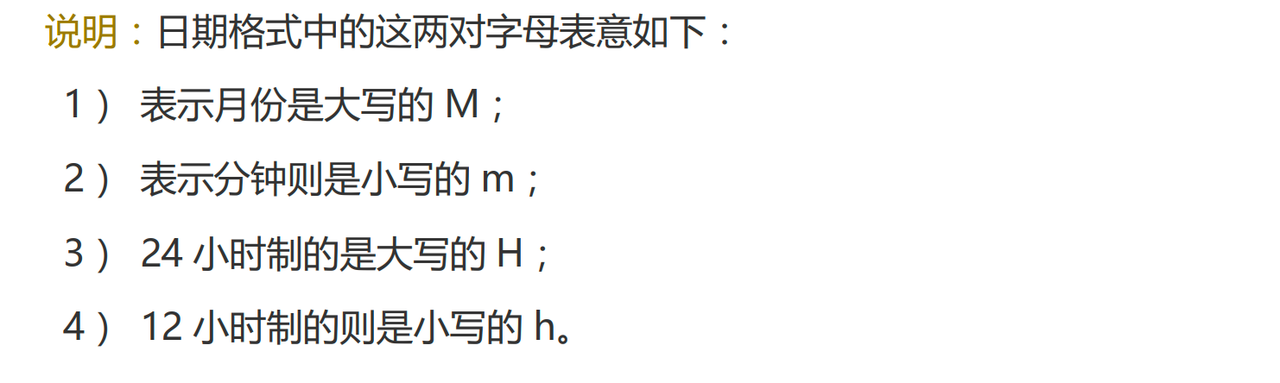 说明：日期格式中的这两对字母表意如下：
1） 表示月份是大写的 M；
2） 表示分钟则是小写的 m；
3） 24 小时制的是大写的 H；
4） 12 小时制的则是小写的 h。